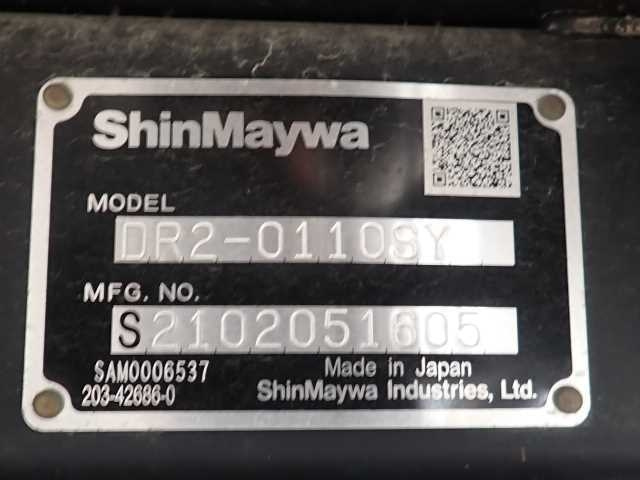 ShinMaywa
MODEL
DR2-0110SY
MFG. NO.
S2102051605
SAM0006537
203-42686-0
Made in Japan
ShinMaywa Industries, Ltd.